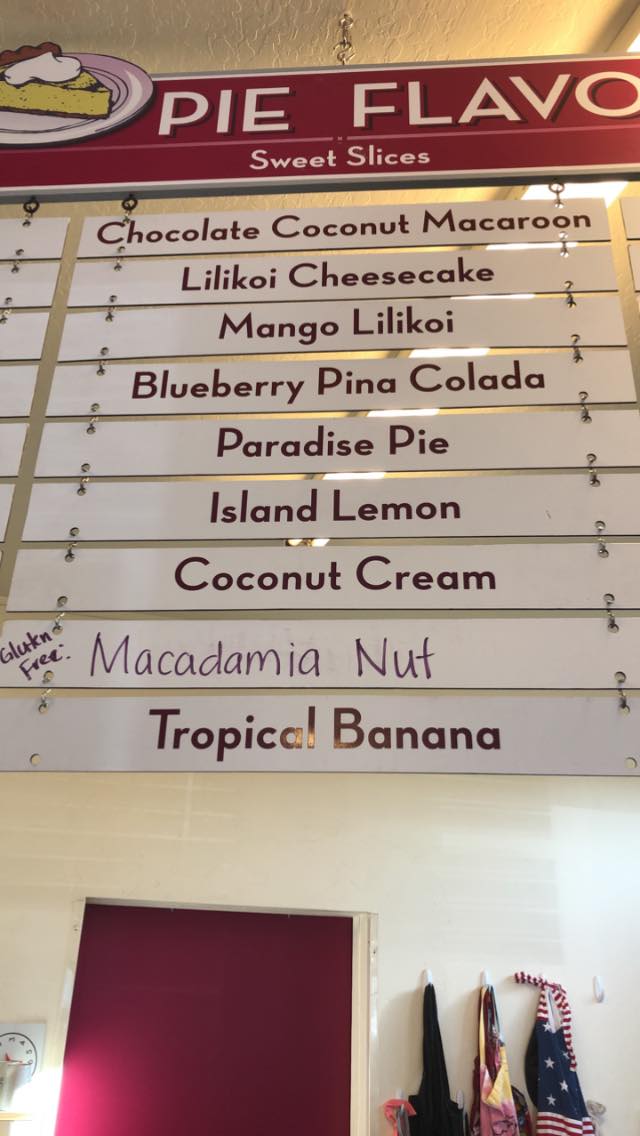 PIE FLAVO
Sweet Slices
Chocolate Coconut Macaroon
Lilikoi Cheesecake
Mango Lilikoi
Blueberry Pina Colada
Paradise Pie
Island Lemon
Coconut Cream
Gluten
Free:
Macadamia Nut
Tropical Banana